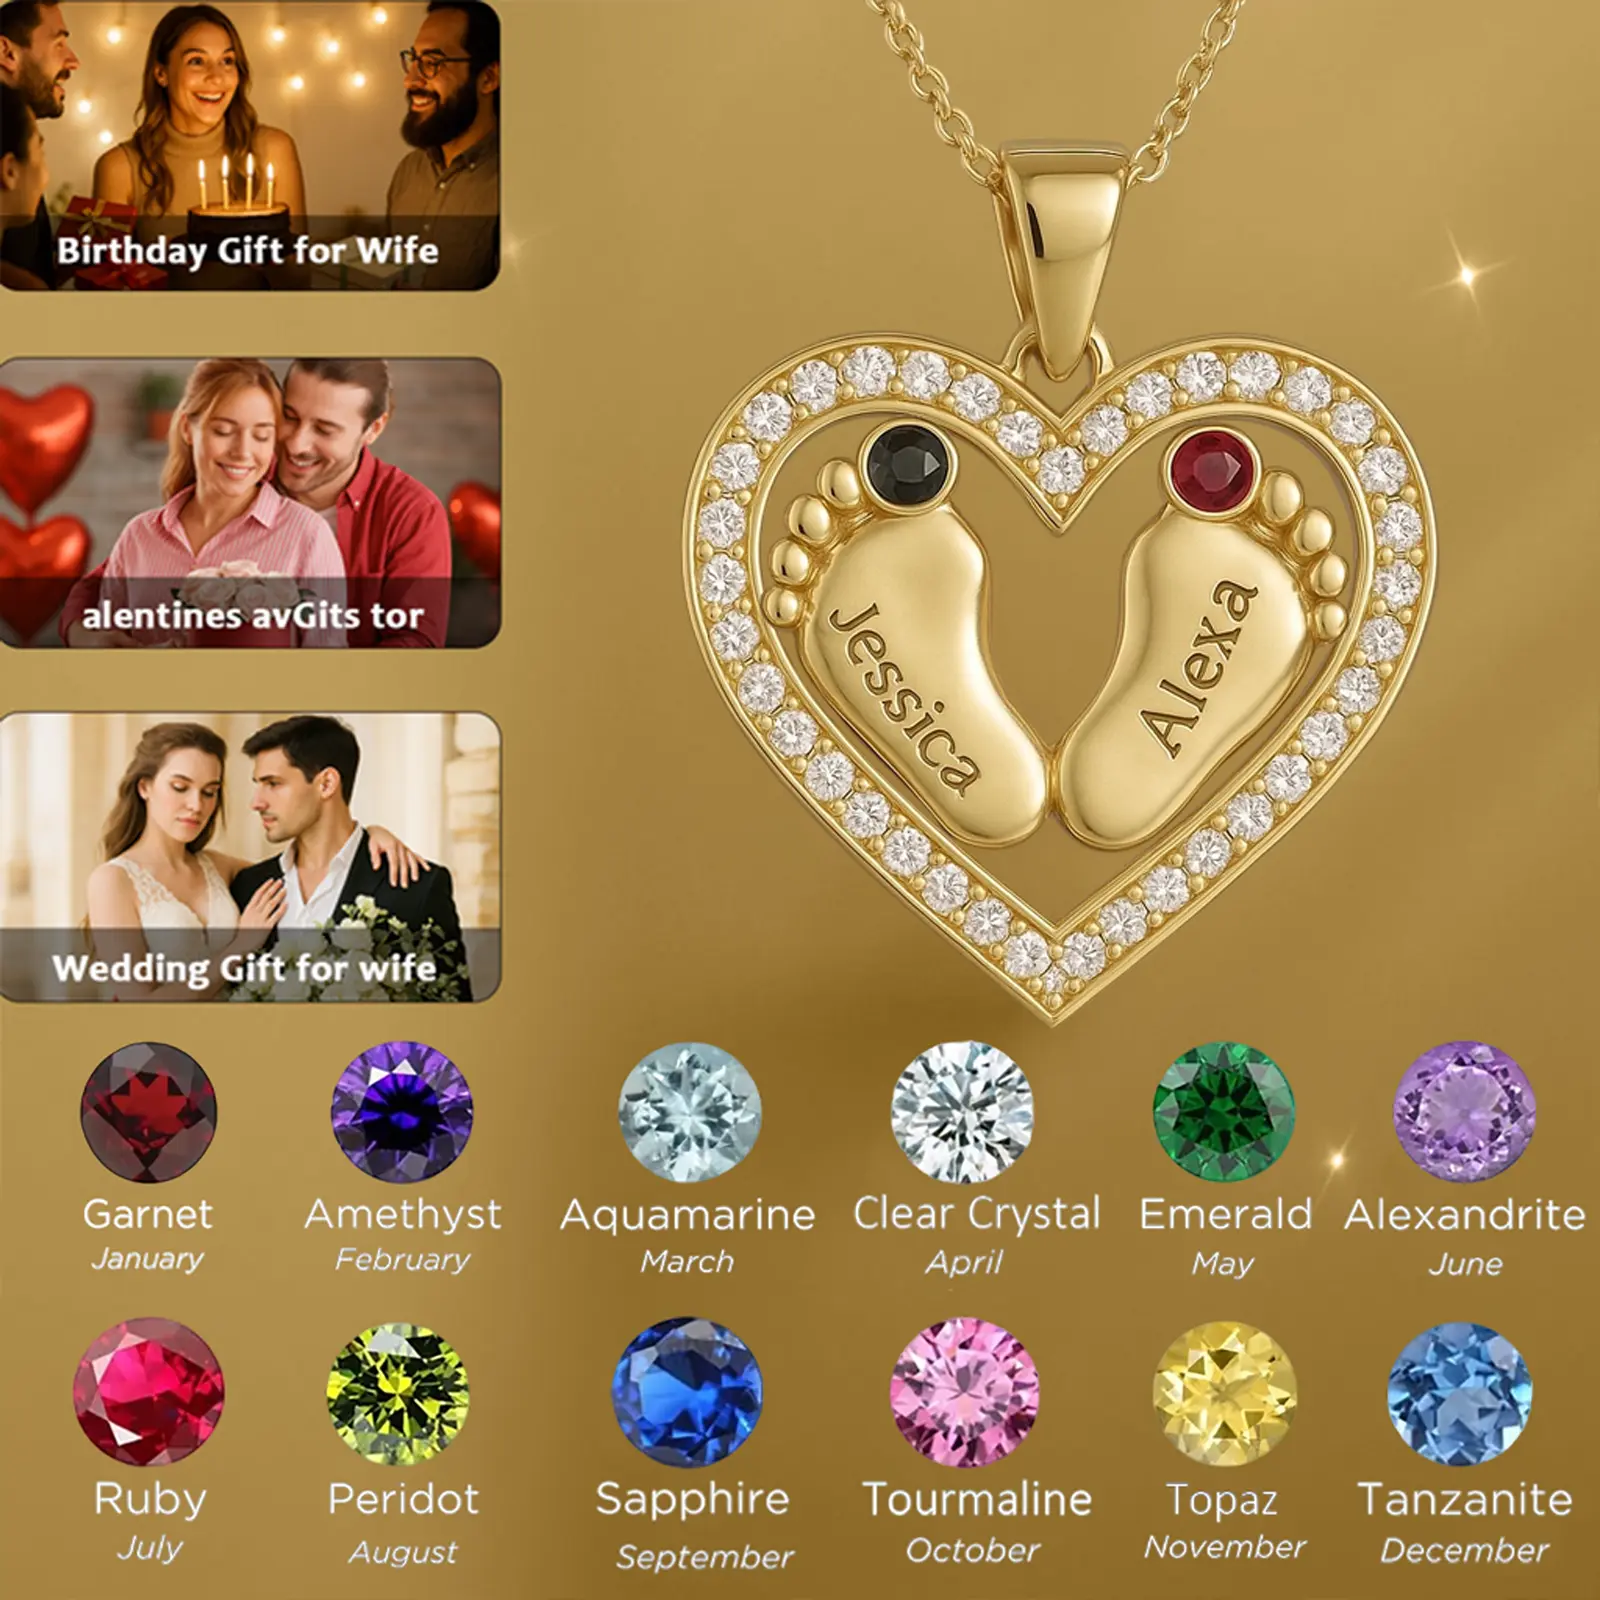 Birthday Gift for Wife
alentines avGits tor
Wedding Gift for wife
Jessica
Alexa
Garnet
January
Amethyst
February
Aquamarine
March
Clear Crystal
April
Emerald
May
Alexandrite
June
Ruby
July
Peridot
August
Sapphire
September
Tourmaline
October
Topaz
November
Tanzanite
December